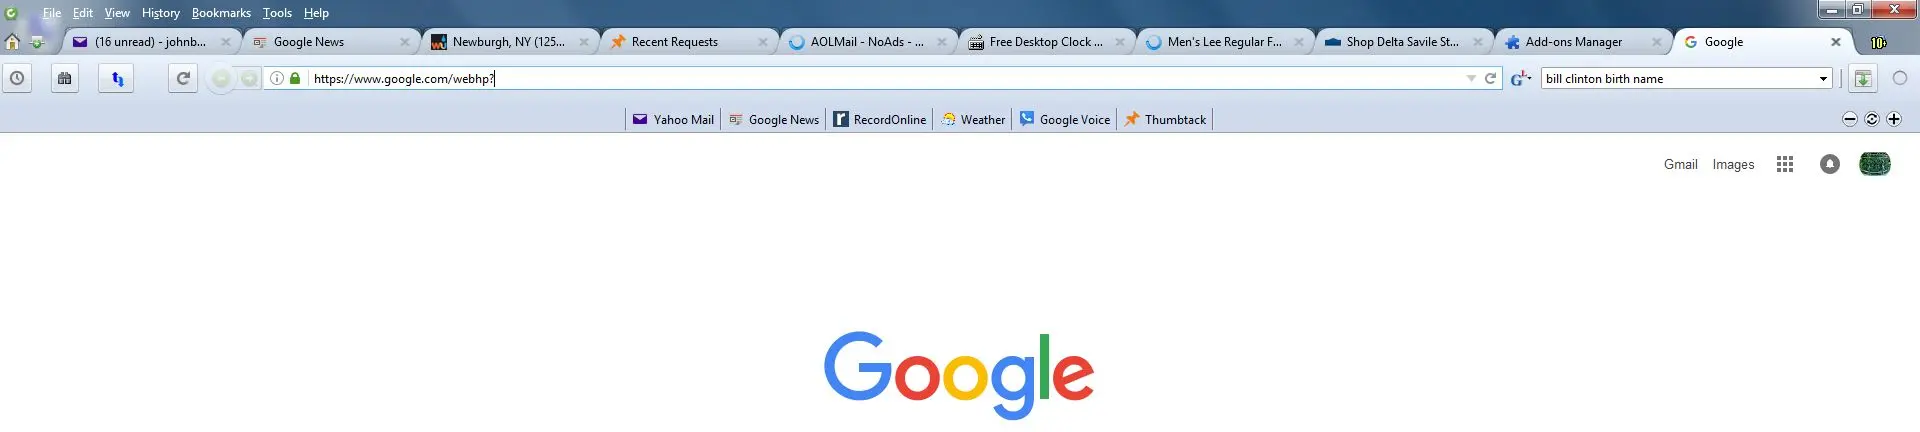 File Edit View History Bookmarks Tools Help
(16 unread) - johnb... Google News Newburgh, NY (125... Recent Requests AOLMail - NoAds - ... Free Desktop Clock ... Men's Lee Regular F... Shop Delta Savile St... Add-ons Manager Google 10+
https://www.google.com/webhp? bill clinton birth name
Yahoo Mail Google News RecordOnline Weather Google Voice Thumbtack
Gmail Images
Google